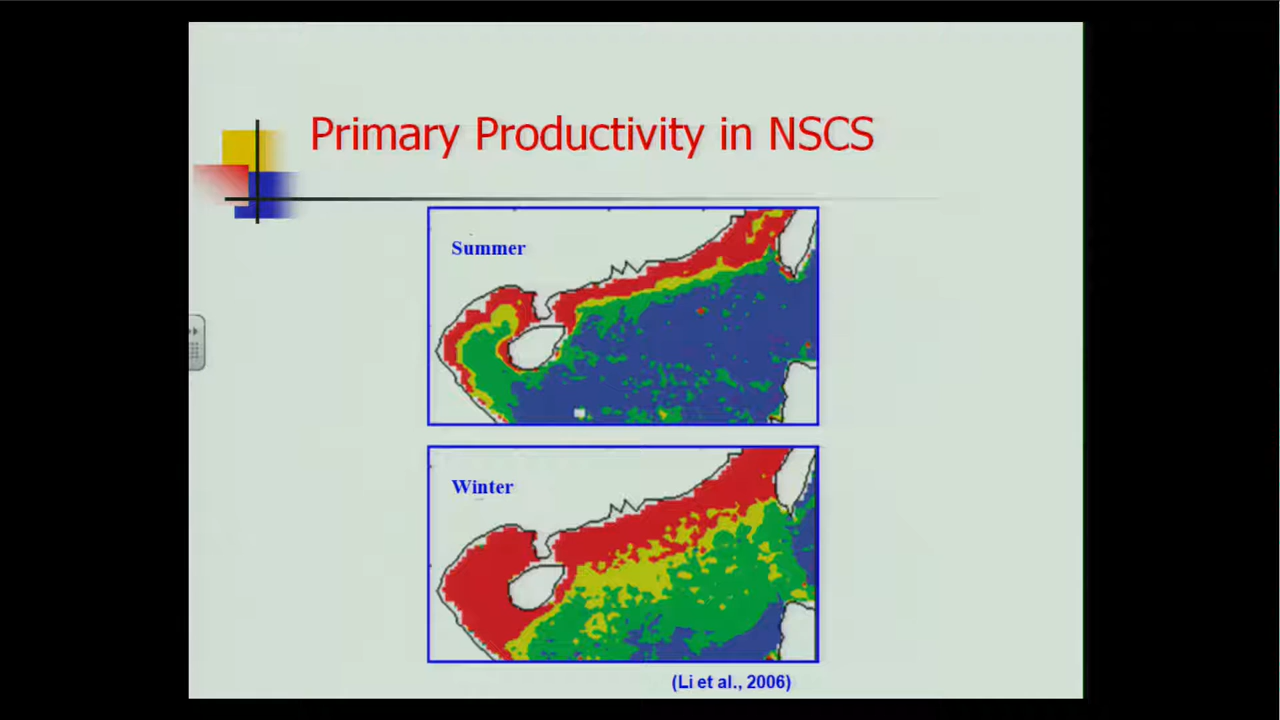 Primary Productivity in NSCS
Summer
Winter
(Li et al., 2006)